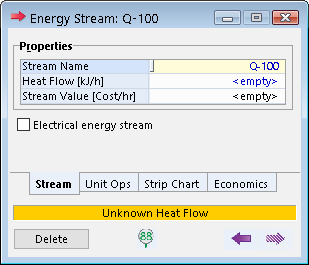 Energy Stream: Q-100
Properties
Stream Name Q-100
Heat Flow [kJ/h] <empty>
Stream Value [Cost/hr] <empty>
Electrical energy stream
Stream Unit Ops Strip Chart Economics
Unknown Heat Flow
Delete 88